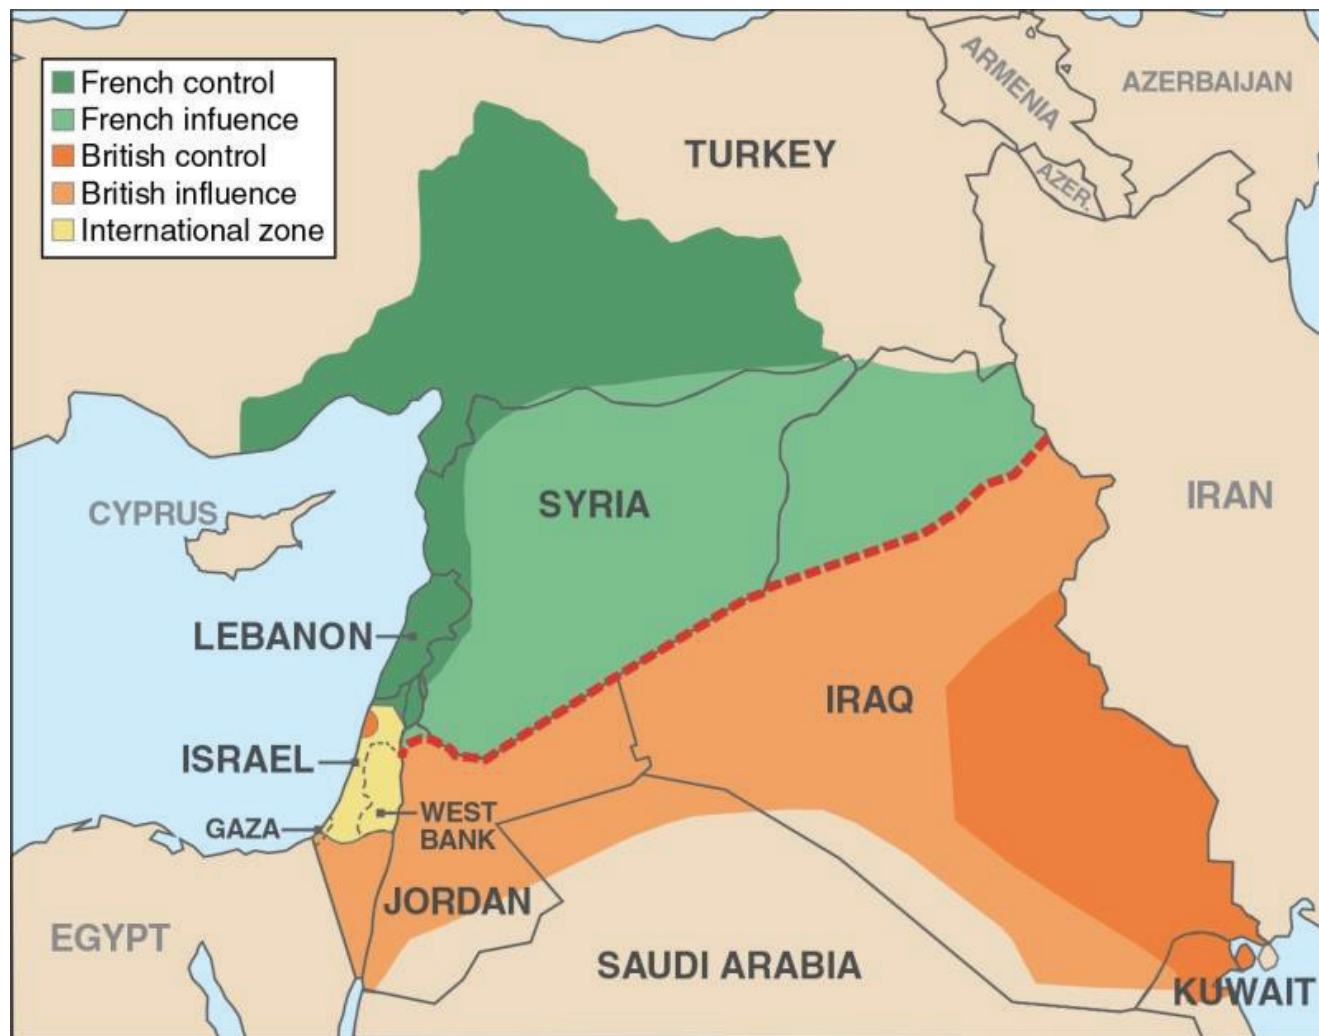 French control
French infuence
British control
British influence
International zone
ARMENIA
AZERBAIJAN
TURKEY
AZER.
CYPRUS
SYRIA
IRAN
LEBANON
IRAQ
ISRAEL
GAZA
WEST
BANK
JORDAN
EGYPT
SAUDI ARABIA
KUWAIT